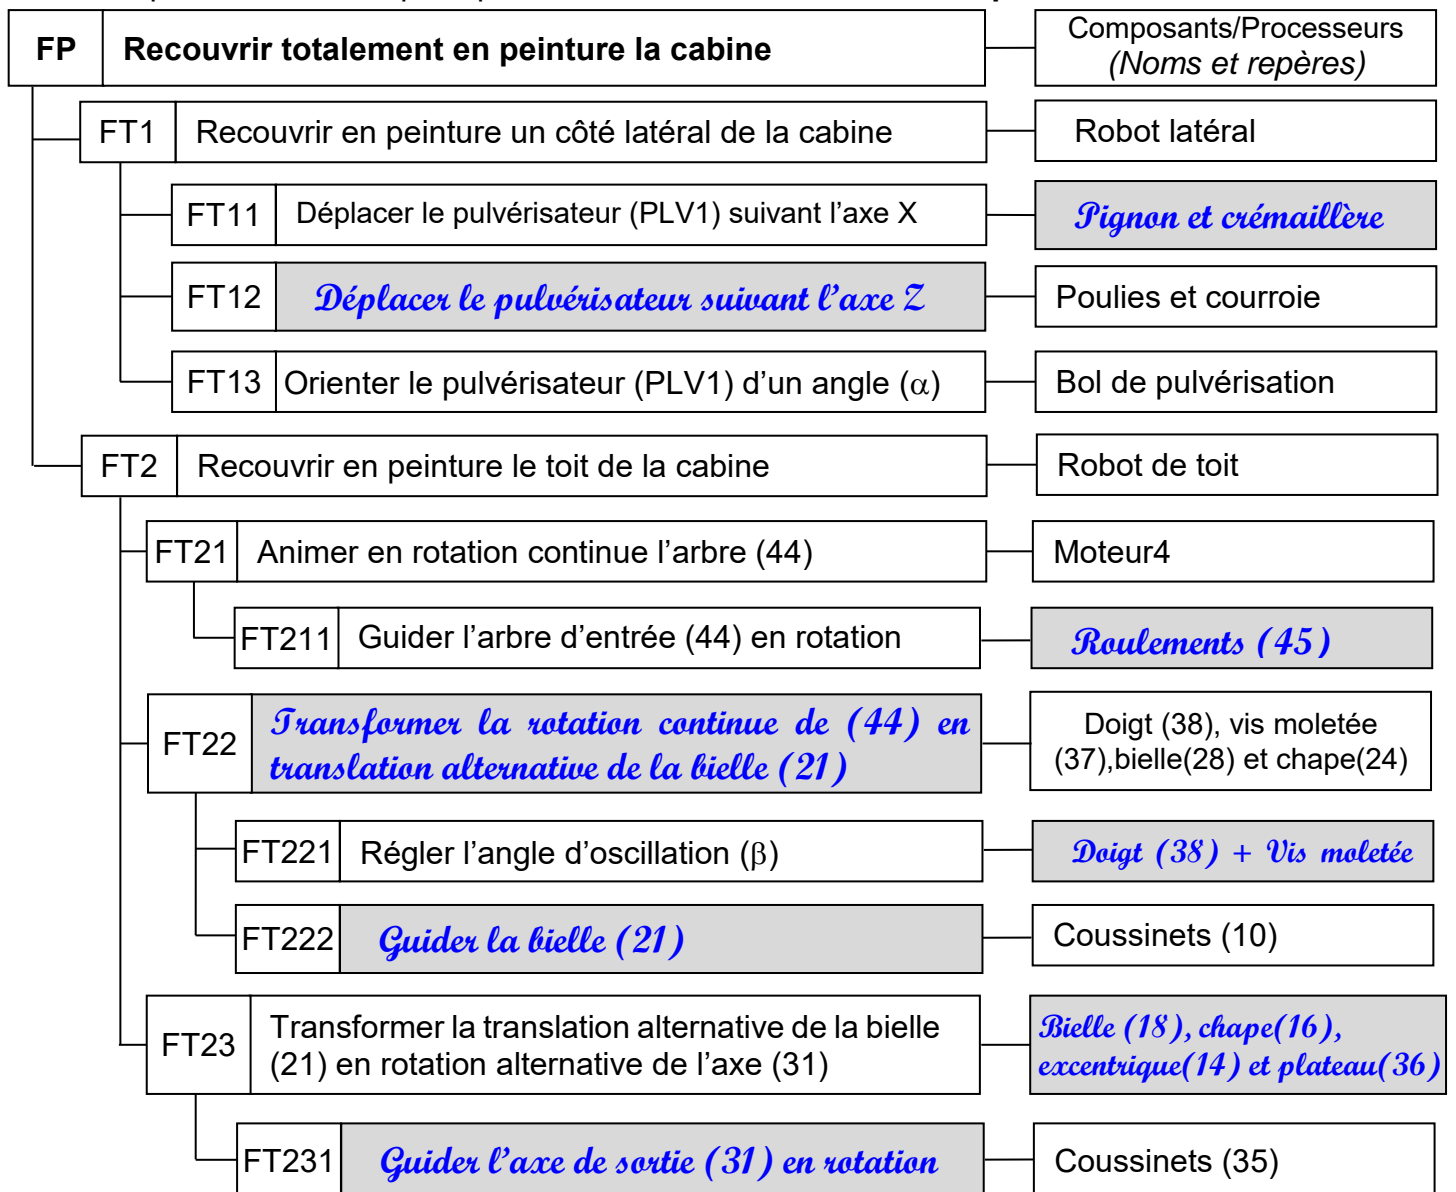 FP Recouvrir totalement en peinture la cabine Composants/Processeurs
(Noms et repères)
FT1 Recouvrir en peinture un côté latéral de la cabine Robot latéral
FT11 Déplacer le pulvérisateur (PLV1) suivant l'axe X Pignon et crémaillère
FT12 Déplacer le pulvérisateur suivant l'axe Z Poulies et courroie
FT13 Orienter le pulvérisateur (PLV1) d'un angle (α) Bol de pulvérisation
FT2 Recouvrir en peinture le toit de la cabine Robot de toit
FT21 Animer en rotation continue l'arbre (44) Moteur4
FT211 Guider l'arbre d'entrée (44) en rotation Roulements (45)
FT22 Transformer la rotation continue de (44) en
translation alternative de la bielle (21)
Doigt (38), vis moletée
(37),bielle(28) et chape(24)
FT221 Régler l'angle d'oscillation (β) Doigt (38) + Vis moletée
FT222 Guider la bielle (21) Coussinets (10)
FT23 Transformer la translation alternative de la bielle
(21) en rotation alternative de l'axe (31)
Bielle (18), chape(16),
excentrique(14) et plateau(36)
FT231 Guider l'axe de sortie (31) en rotation Coussinets (35)